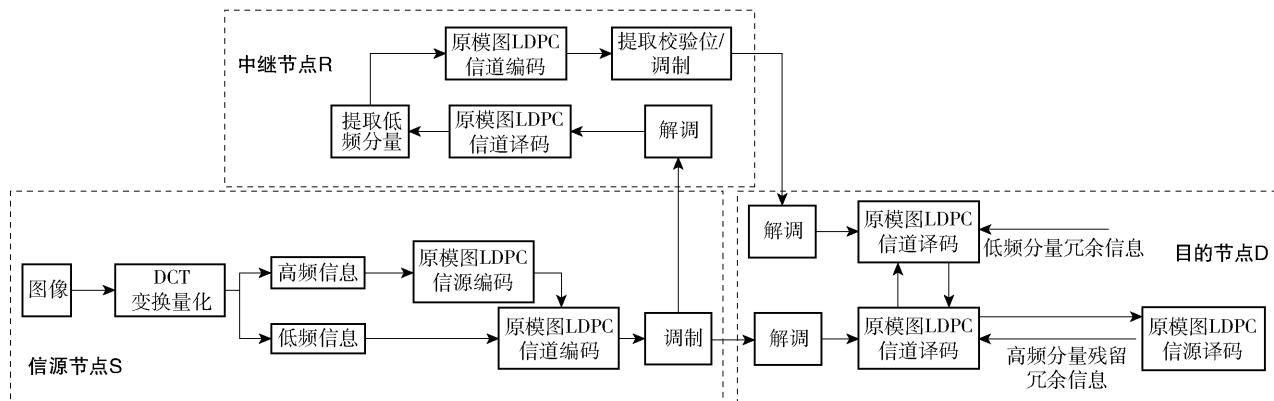 中继节点R
原模图LDPC
信道编码
提取校验位/
调制
提取低
频分量
原模图LDPC
信道译码
解调
图像
DCT
变换量化
高频信息
低频信息
原模图LDPC
信源编码
原模图LDPC
信道编码
调制
信源节点S
解调
原模图LDPC
信道译码
低频分量冗余信息
目的节点D
解调
原模图LDPC
信道译码
高频分量残留
冗余信息
原模图LDPC
信源译码